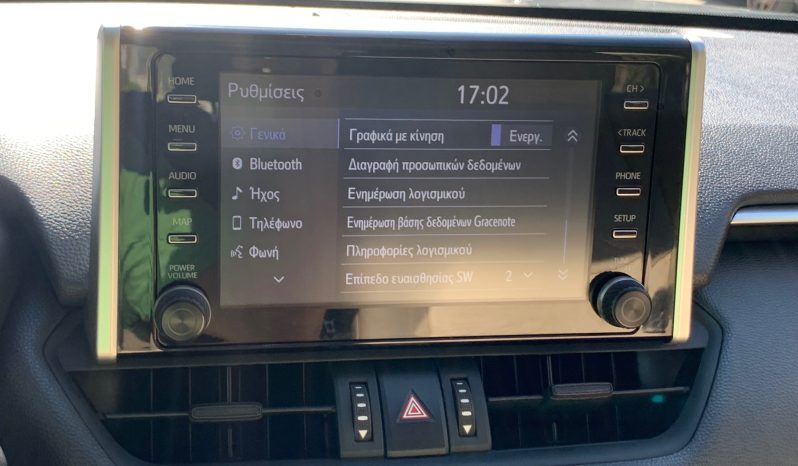 HOME
MENU
AUDIO
MAP
POWER
VOLUME
Ρυθμίσεις
17:02
Γενικά
Bluetooth
Ήχος
Τηλέφωνο
Φωνή
Γραφικά με κίνηση Ενεργ.
Διαγραφή προσωπικών δεδομένων
Ενημέρωση λογισμικού
Ενημέρωση βάσης δεδομένων Gracenote
Πληροφορίες λογισμικού
Επίπεδο ευαισθησίας SW 2
CH >
< TRACK
PHONE
SETUP